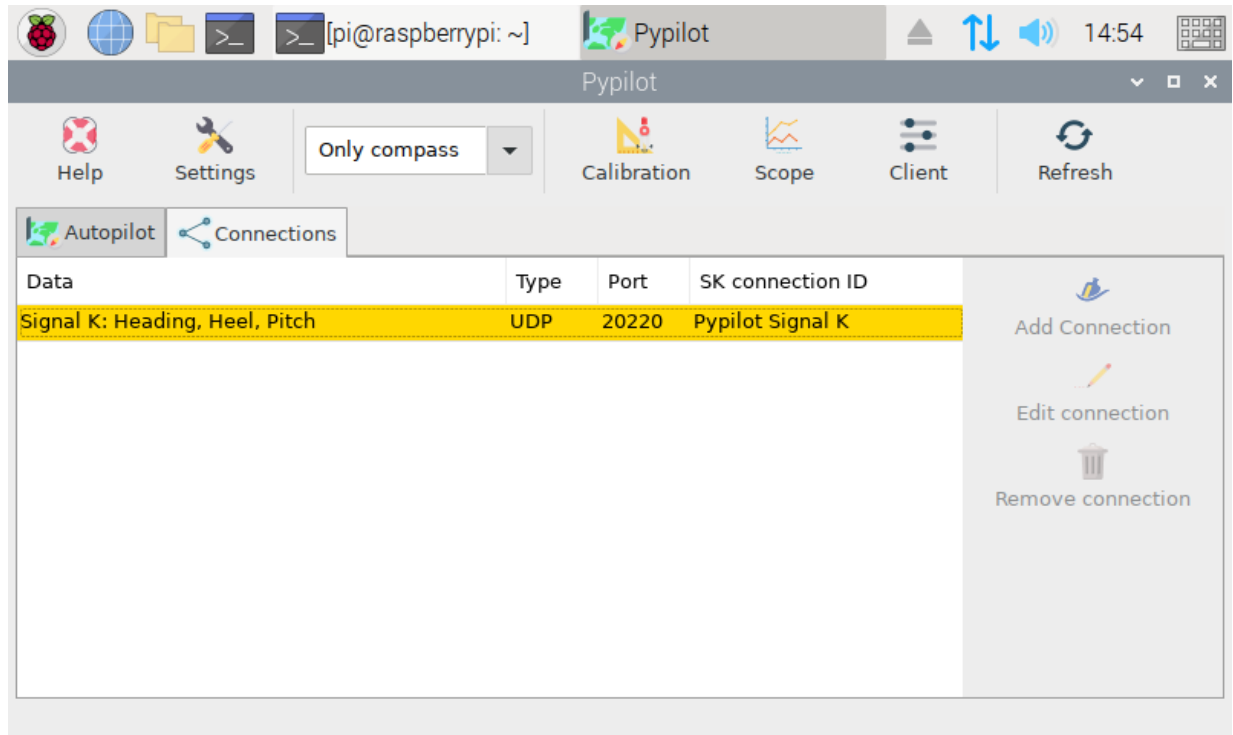 [pi@raspberrypi: ~] Pypilot 14:54
Pypilot
Only compass
Help Settings Calibration Scope Client Refresh
Autopilot Connections
Data Type Port SK connection ID
Signal K: Heading, Heel, Pitch UDP 20220 Pypilot Signal K
Add Connection
Edit connection
Remove connection